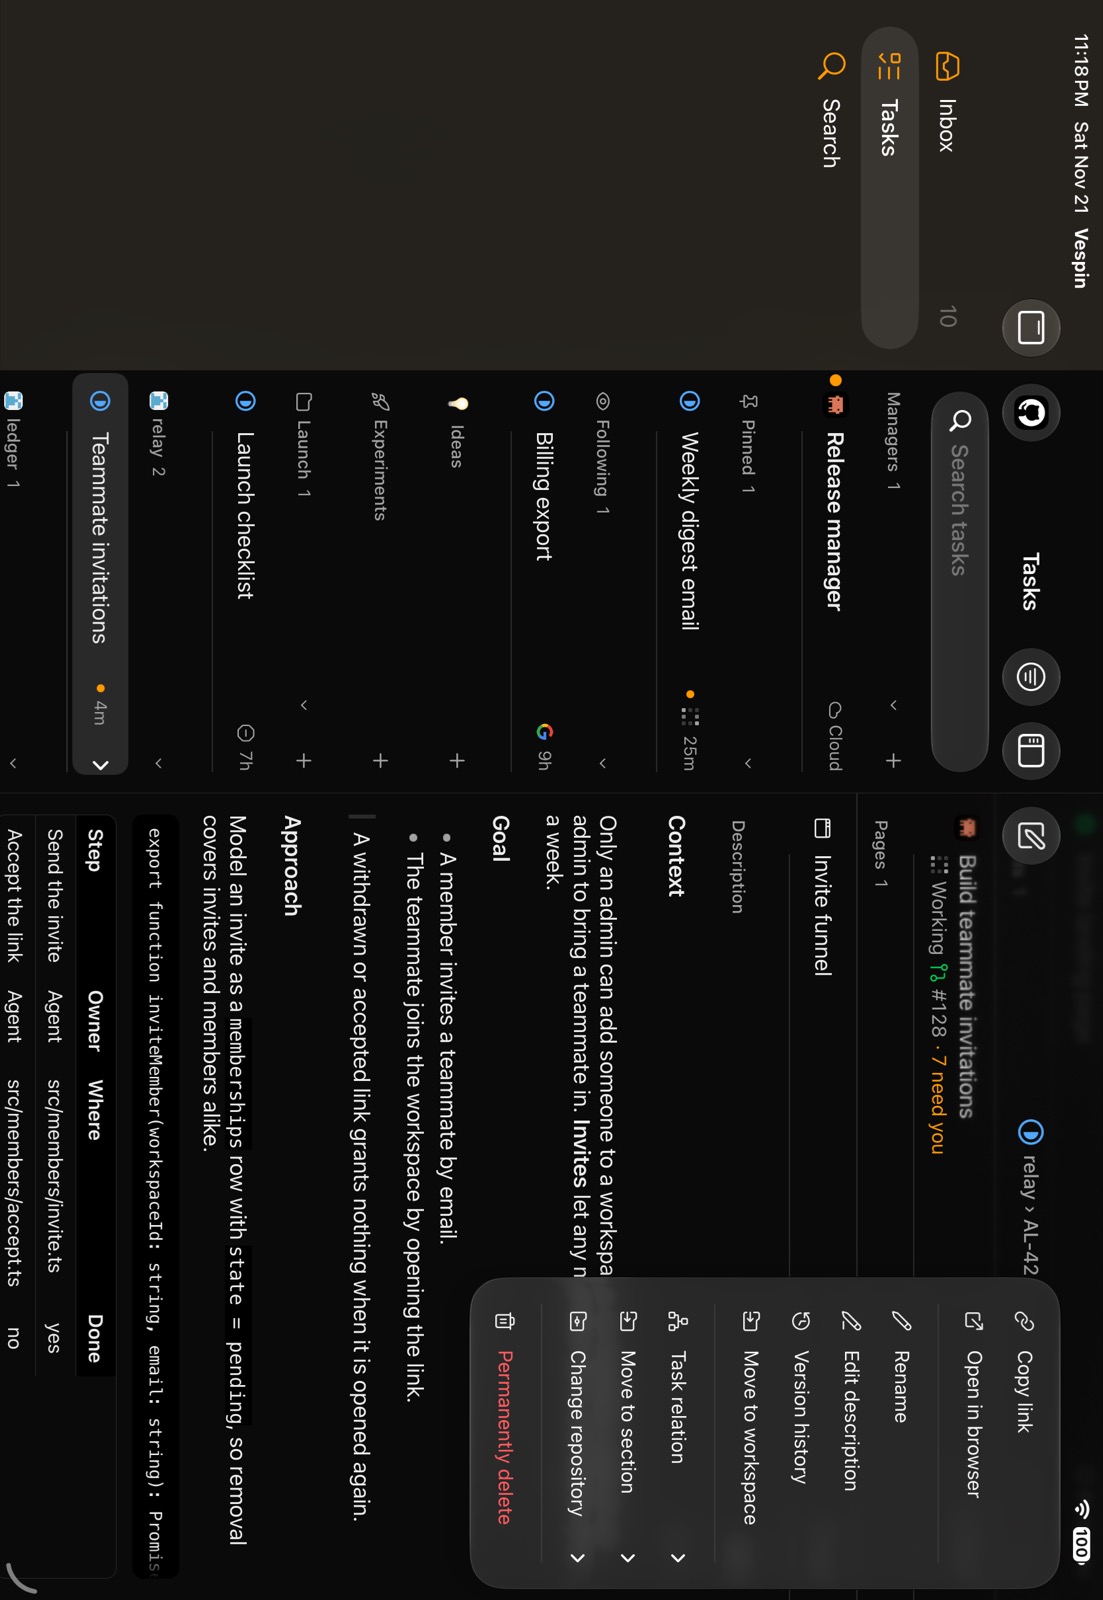 11:18 PM Sat Nov 21 Vespin
100
Inbox 10
Tasks
Search
Tasks
Search tasks
Managers 1
Release manager Cloud
Pinned 1
Weekly digest email 25m
Following 1
Billing export 9h
Ideas
Experiments
Launch 1
Launch checklist 7h
relay 2
Teammate invitations 4m
ledger 1
Invite landing page
relay › AL-42
Build teammate invitations
Working #128 · 7 need you
Pages 1
Invite funnel
Description
Context
Only an admin can add someone to a workspa
admin to bring a teammate in. Invites let any
a week.
Goal
• A member invites a teammate by email.
• The teammate joins the workspace by opening the link.
A withdrawn or accepted link grants nothing when it is opened again.
Approach
Model an invite as a memberships row with state = pending, so removal
covers invites and members alike.
export function inviteMember(workspaceId: string, email: string): Promis
Step Owner Where Done
Send the invite Agent src/members/invite.ts yes
Accept the link Agent src/members/accept.ts no
Copy link
Open in browser
Rename
Edit description
Version history
Move to workspace
Task relation
Move to section
Change repository
Permanently delete